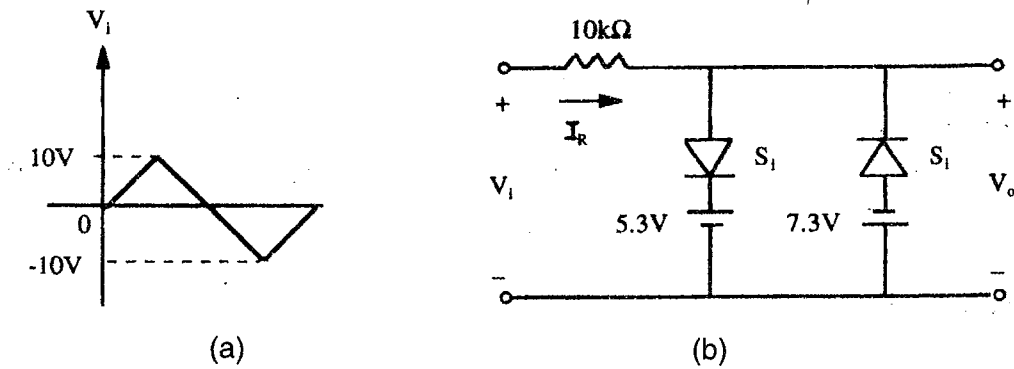 V_i
10V
0
-10V
(a)
10kΩ
+
I_R
V_i
−
S_i
5.3V
S_i
7.3V
+
V_o
−
(b)